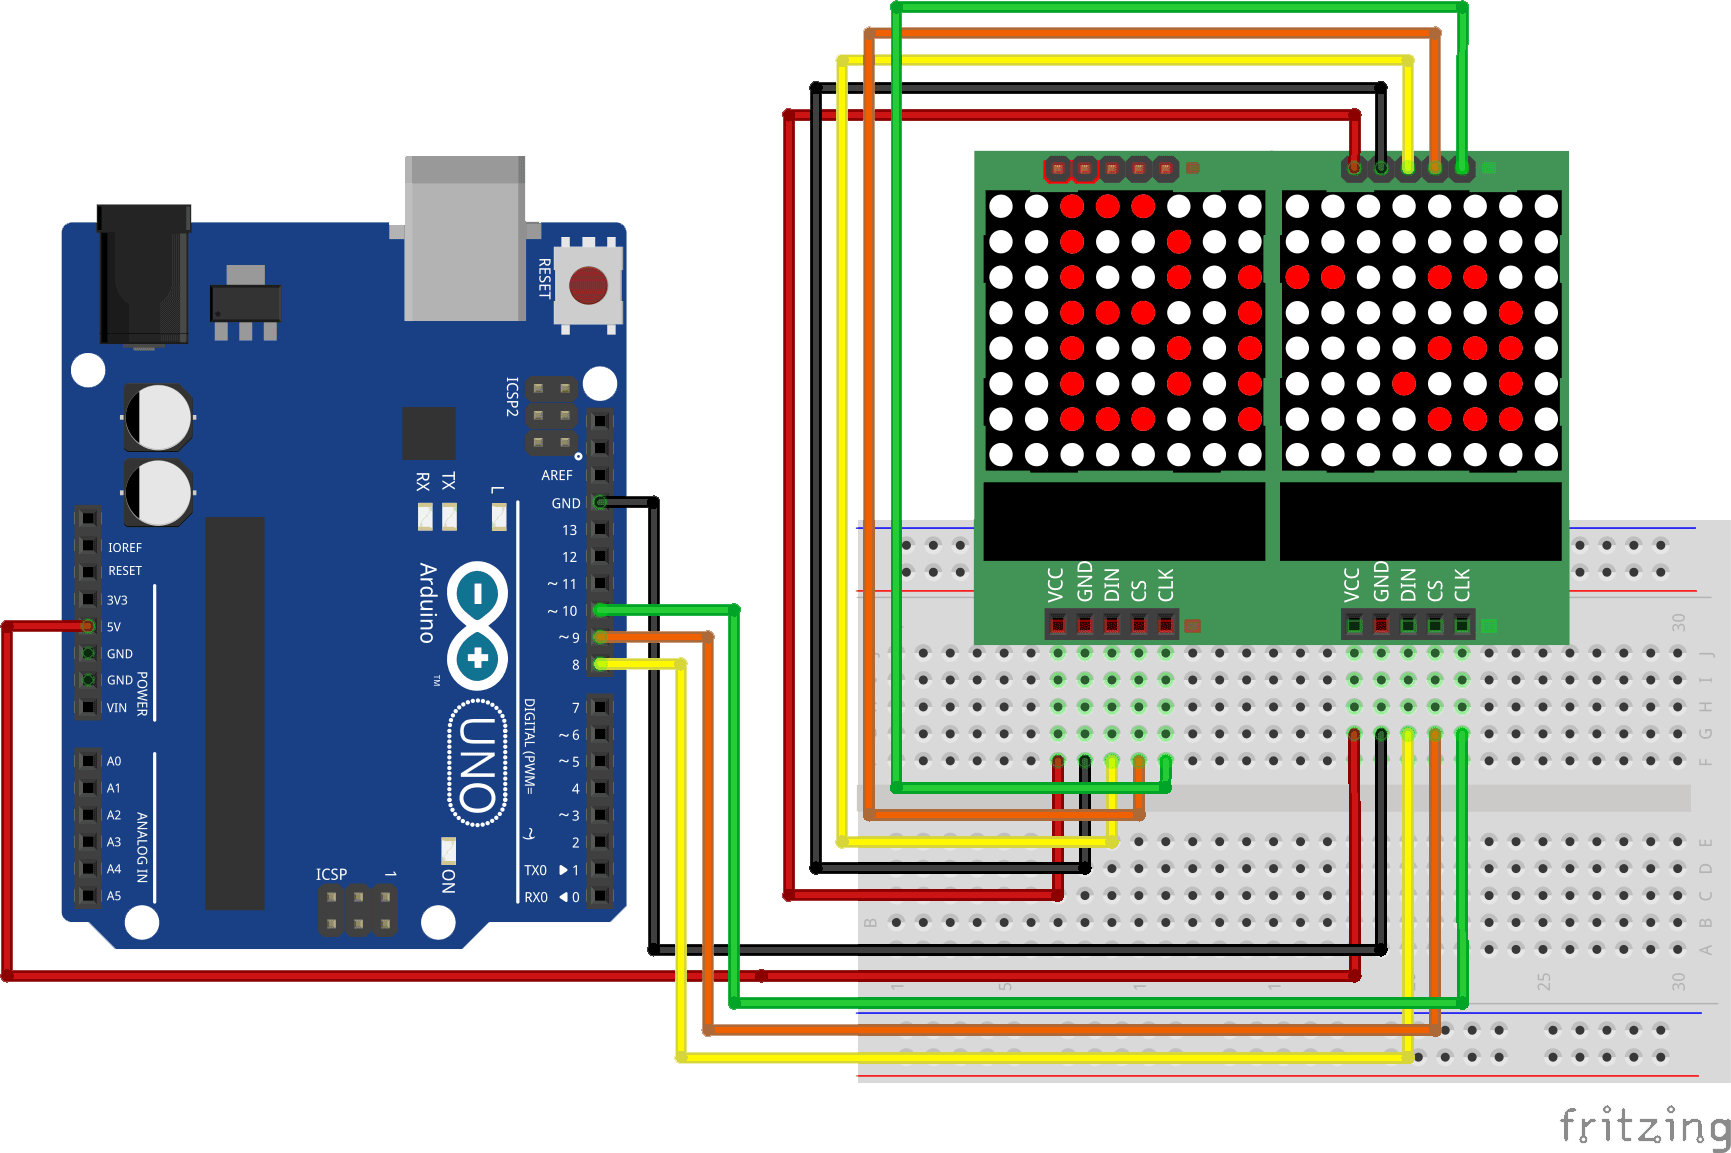 RESET
ICSP2
AREF
GND
13
12
~ 11
~ 10
~ 9
8
7
~ 6
~ 5
4
~ 3
2
TX0 ▶ 1
RX0 ◀ 0
DIGITAL (PWM= ~)
RX
TX
L
IOREF
RESET
3V3
5V
GND
GND
VIN
POWER
A0
A1
A2
A3
A4
A5
ANALOG IN
Arduino
TM
UNO
ON
ICSP
1
VCC GND DIN CS CLK
VCC GND DIN CS CLK
30
J
I
H
G
F
E
D
C
B B
A
1 5 1 1 25 30
fritzing